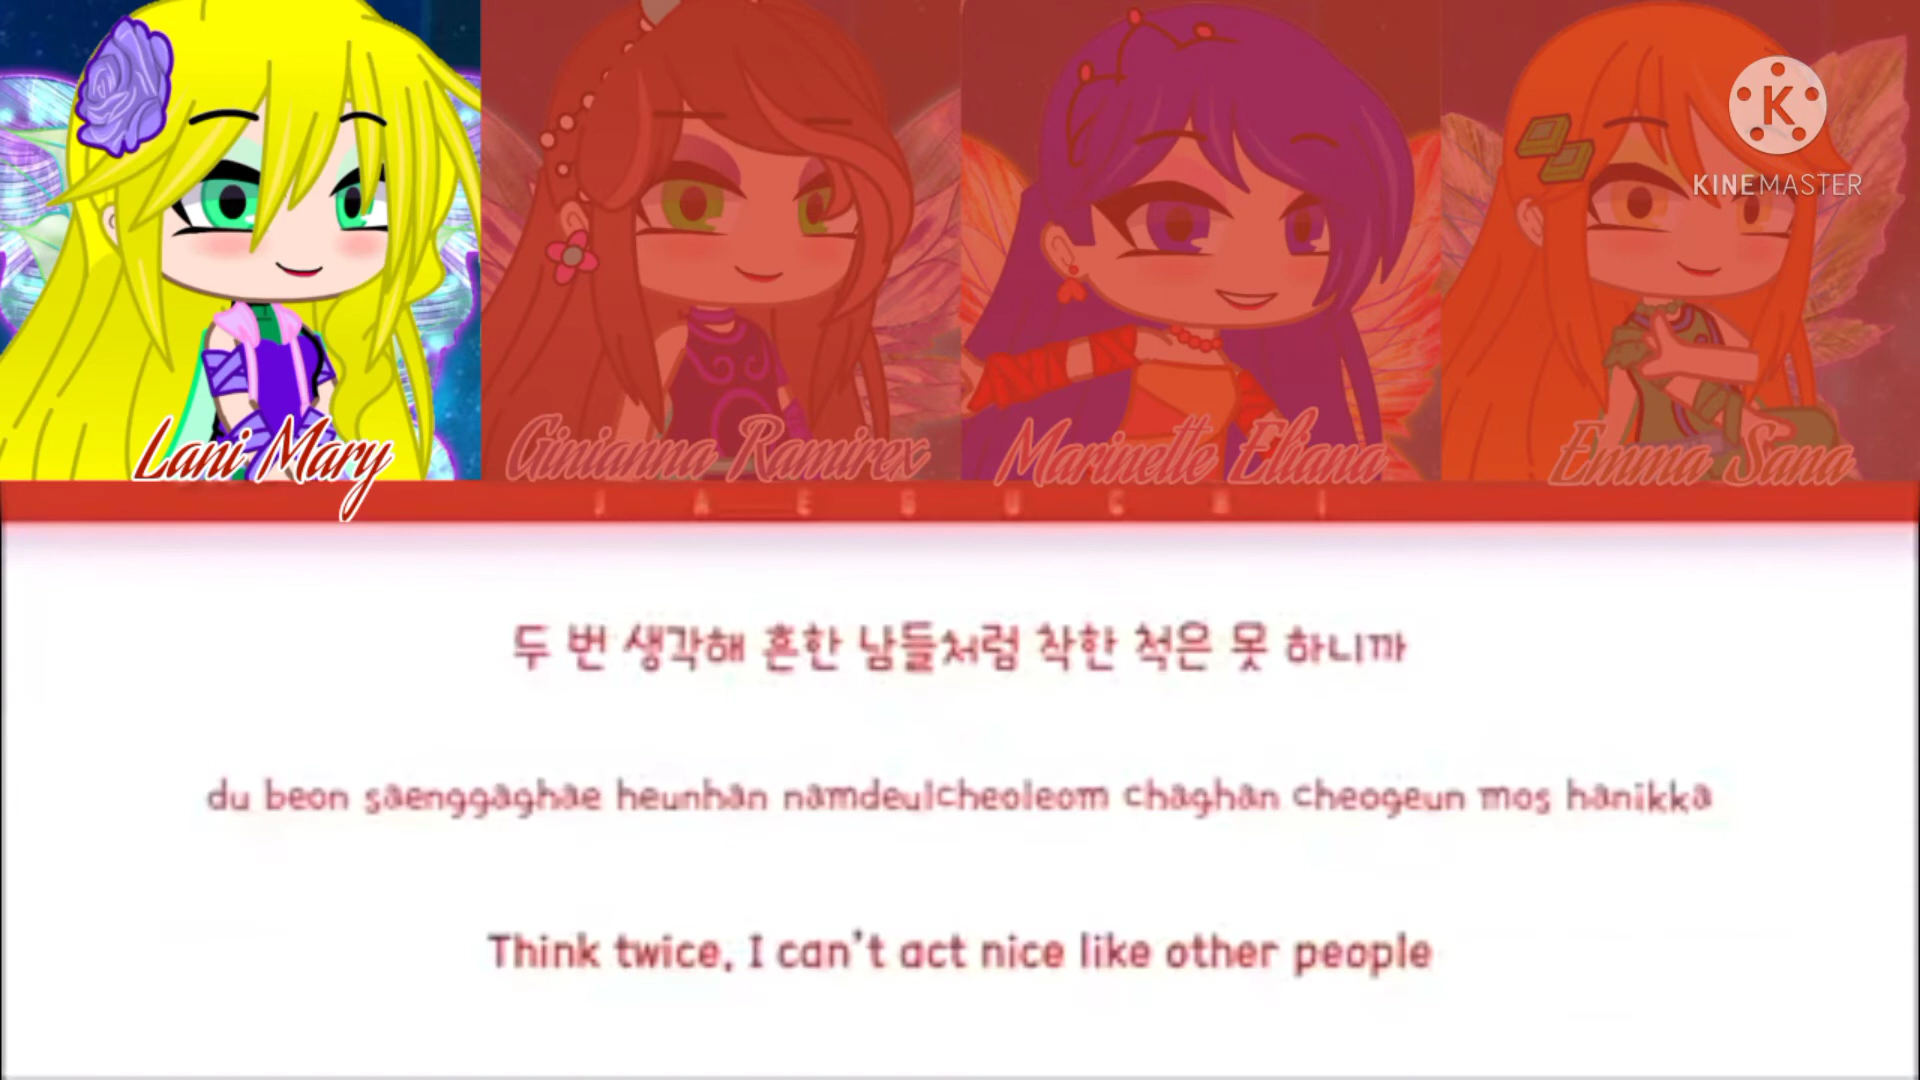 KINEMASTER
Lani Mary
Ginianna Ramirex
Marinette Eliana
Emma Sana
J A E G U C H I
두 번 생각해 흔한 남들처럼 착한 척은 못 하니까
du beon saenggaghae heunhan namdeulcheoleom chaghan cheogeun mos hanikka
Think twice, I can't act nice like other people